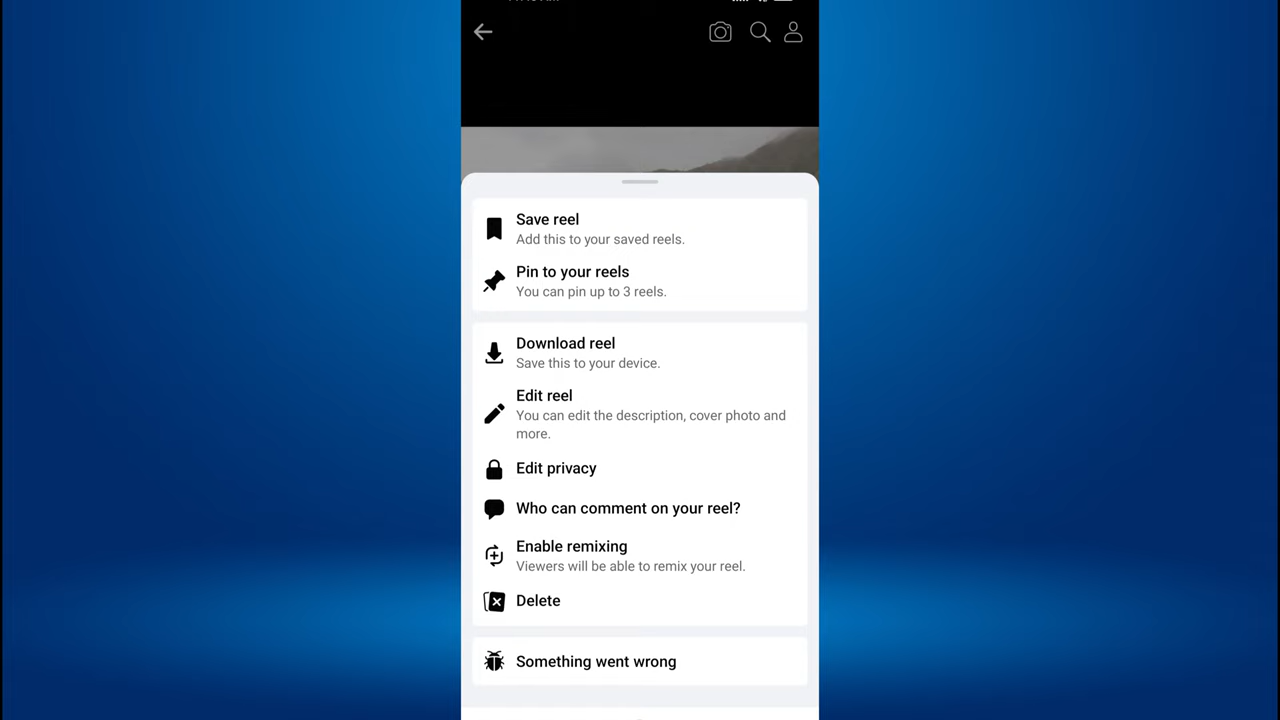 Save reel
Add this to your saved reels.
Pin to your reels
You can pin up to 3 reels.
Download reel
Save this to your device.
Edit reel
You can edit the description, cover photo and
more.
Edit privacy
Who can comment on your reel?
Enable remixing
Viewers will be able to remix your reel.
Delete
Something went wrong